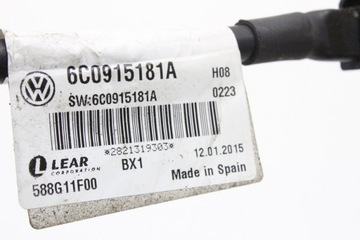 6C0915181A H08
SW:6C0915181A 0223
*2821319303*
LEAR BX1 12.01.2015
CORPORATION
588G11F00 Made in Spain